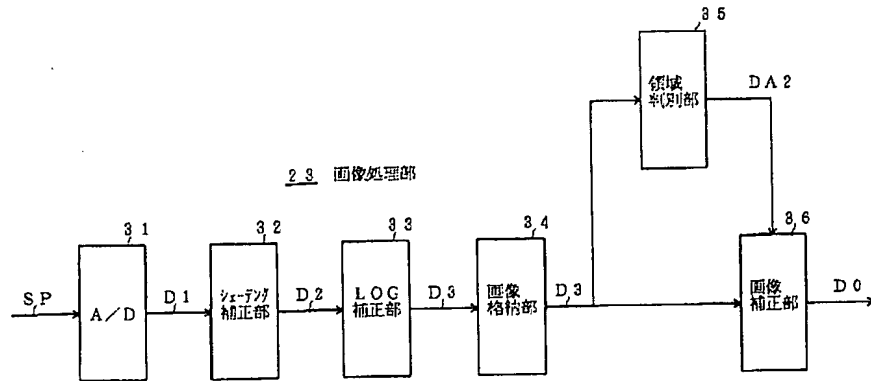 35
領域
判別部
DA2
23 画像処理部
31
32
33
34
36
SP
A/D
D1
シェーデング
補正部
D2
LOG
補正部
D3
画像
格納部
D3
画像
補正部
D0